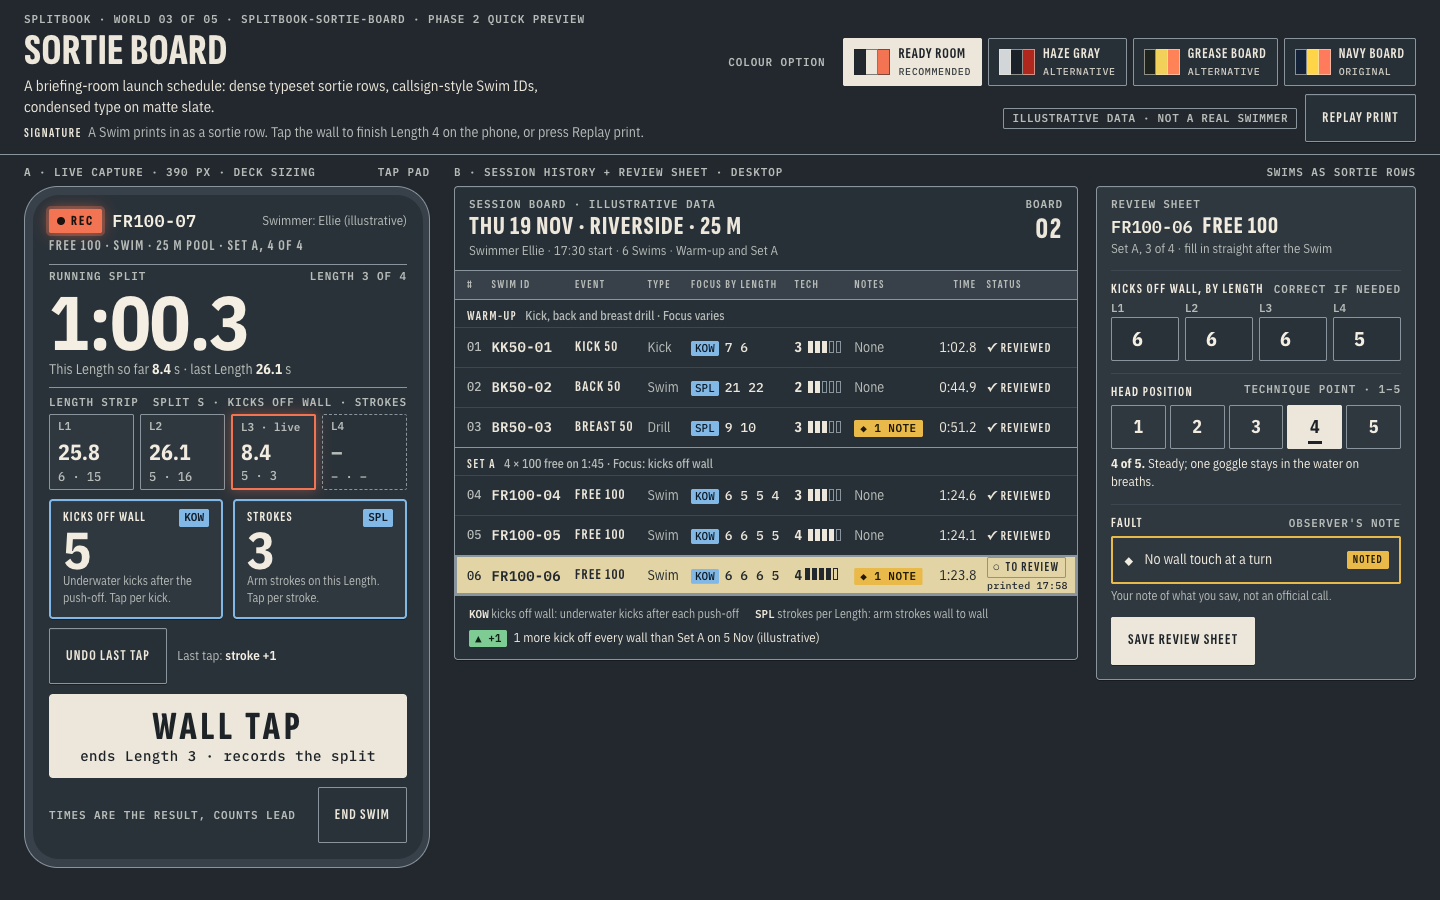 SPLITBOOK · WORLD 03 OF 05 · SPLITBOOK-SORTIE-BOARD · PHASE 2 QUICK PREVIEW
SORTIE BOARD
A briefing-room launch schedule: dense typeset sortie rows, callsign-style Swim IDs,
condensed type on matte slate.
SIGNATURE A Swim prints in as a sortie row. Tap the wall to finish Length 4 on the phone, or press Replay print.
COLOUR OPTION
READY ROOM
RECOMMENDED
HAZE GRAY
ALTERNATIVE
GREASE BOARD
ALTERNATIVE
NAVY BOARD
ORIGINAL
ILLUSTRATIVE DATA · NOT A REAL SWIMMER
REPLAY PRINT
A · LIVE CAPTURE · 390 PX · DECK SIZING TAP PAD
● REC FR100-07 Swimmer: Ellie (illustrative)
FREE 100 · SWIM · 25 M POOL · SET A, 4 OF 4
RUNNING SPLIT LENGTH 3 OF 4
1:00.3
This Length so far 8.4 s · last Length 26.1 s
LENGTH STRIP SPLIT S · KICKS OFF WALL · STROKES
L1 L2 L3 · live L4
25.8 26.1 8.4 –
6 · 15 5 · 16 5 · 3 – · –
KICKS OFF WALL KOW
5
Underwater kicks after the
push-off. Tap per kick.
STROKES SPL
3
Arm strokes on this Length.
Tap per stroke.
UNDO LAST TAP Last tap: stroke +1
WALL TAP
ends Length 3 · records the split
TIMES ARE THE RESULT, COUNTS LEAD END SWIM
B · SESSION HISTORY + REVIEW SHEET · DESKTOP SWIMS AS SORTIE ROWS
SESSION BOARD · ILLUSTRATIVE DATA BOARD
THU 19 NOV · RIVERSIDE · 25 M 02
Swimmer Ellie · 17:30 start · 6 Swims · Warm-up and Set A
# SWIM ID EVENT TYPE FOCUS BY LENGTH TECH NOTES TIME STATUS
WARM-UP Kick, back and breast drill · Focus varies
01 KK50-01 KICK 50 Kick KOW 7 6 3 None 1:02.8 ✓ REVIEWED
02 BK50-02 BACK 50 Swim SPL 21 22 2 None 0:44.9 ✓ REVIEWED
03 BR50-03 BREAST 50 Drill SPL 9 10 3 ◆ 1 NOTE 0:51.2 ✓ REVIEWED
SET A 4 × 100 free on 1:45 · Focus: kicks off wall
04 FR100-04 FREE 100 Swim KOW 6 5 5 4 3 None 1:24.6 ✓ REVIEWED
05 FR100-05 FREE 100 Swim KOW 6 6 5 5 4 None 1:24.1 ✓ REVIEWED
06 FR100-06 FREE 100 Swim KOW 6 6 6 5 4 ◆ 1 NOTE 1:23.8 ○ TO REVIEW
printed 17:58
KOW kicks off wall: underwater kicks after each push-off SPL strokes per Length: arm strokes wall to wall
▲ +1 1 more kick off every wall than Set A on 5 Nov (illustrative)
REVIEW SHEET
FR100-06 FREE 100
Set A, 3 of 4 · fill in straight after the Swim
KICKS OFF WALL, BY LENGTH CORRECT IF NEEDED
L1 L2 L3 L4
6 6 6 5
HEAD POSITION TECHNIQUE POINT · 1–5
1 2 3 4 5
4 of 5. Steady; one goggle stays in the water on
breaths.
FAULT OBSERVER'S NOTE
◆ No wall touch at a turn NOTED
Your note of what you saw, not an official call.
SAVE REVIEW SHEET